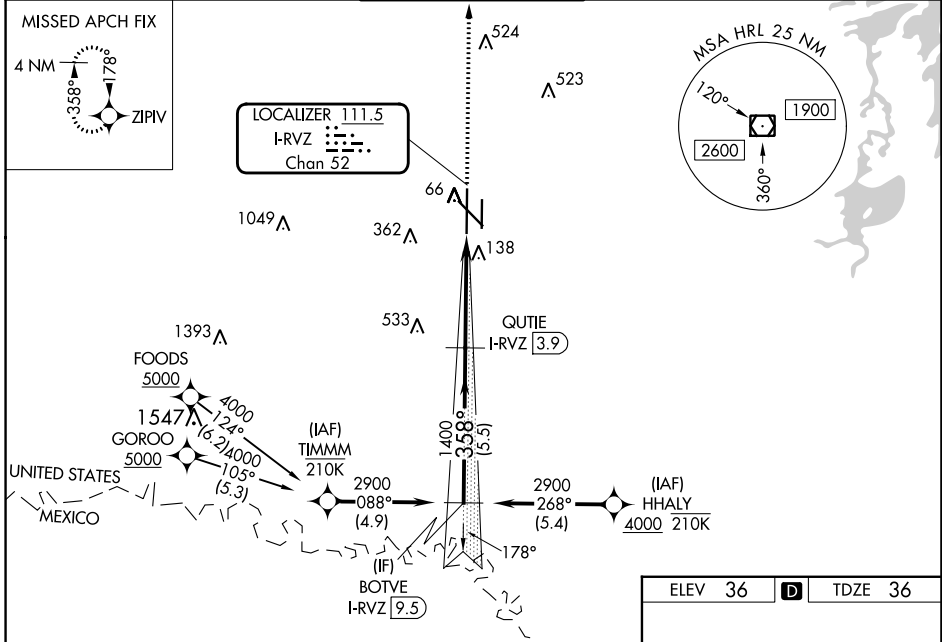 MISSED APCH FIX
4 NM
358°
178°
ZIPIV
LOCALIZER 111.5
I-RVZ
Chan 52
524
523
MSA HRL 25 NM
120°
1900
2600
360°
66
1049
362
138
533
1393
QUTIE
I-RVZ 3.9
FOODS
5000
4000
124°
(6.2)
1547
GOROO
5000
4000
105°
(5.3)
(IAF)
TIMMM
210K
1400
358°
(5.5)
UNITED STATES
MEXICO
2900
088°
(4.9)
2900
268°
(5.4)
(IAF)
HHALY
4000 210K
178°
(IF)
BOTVE
I-RVZ 9.5
ELEV 36 D TDZE 36